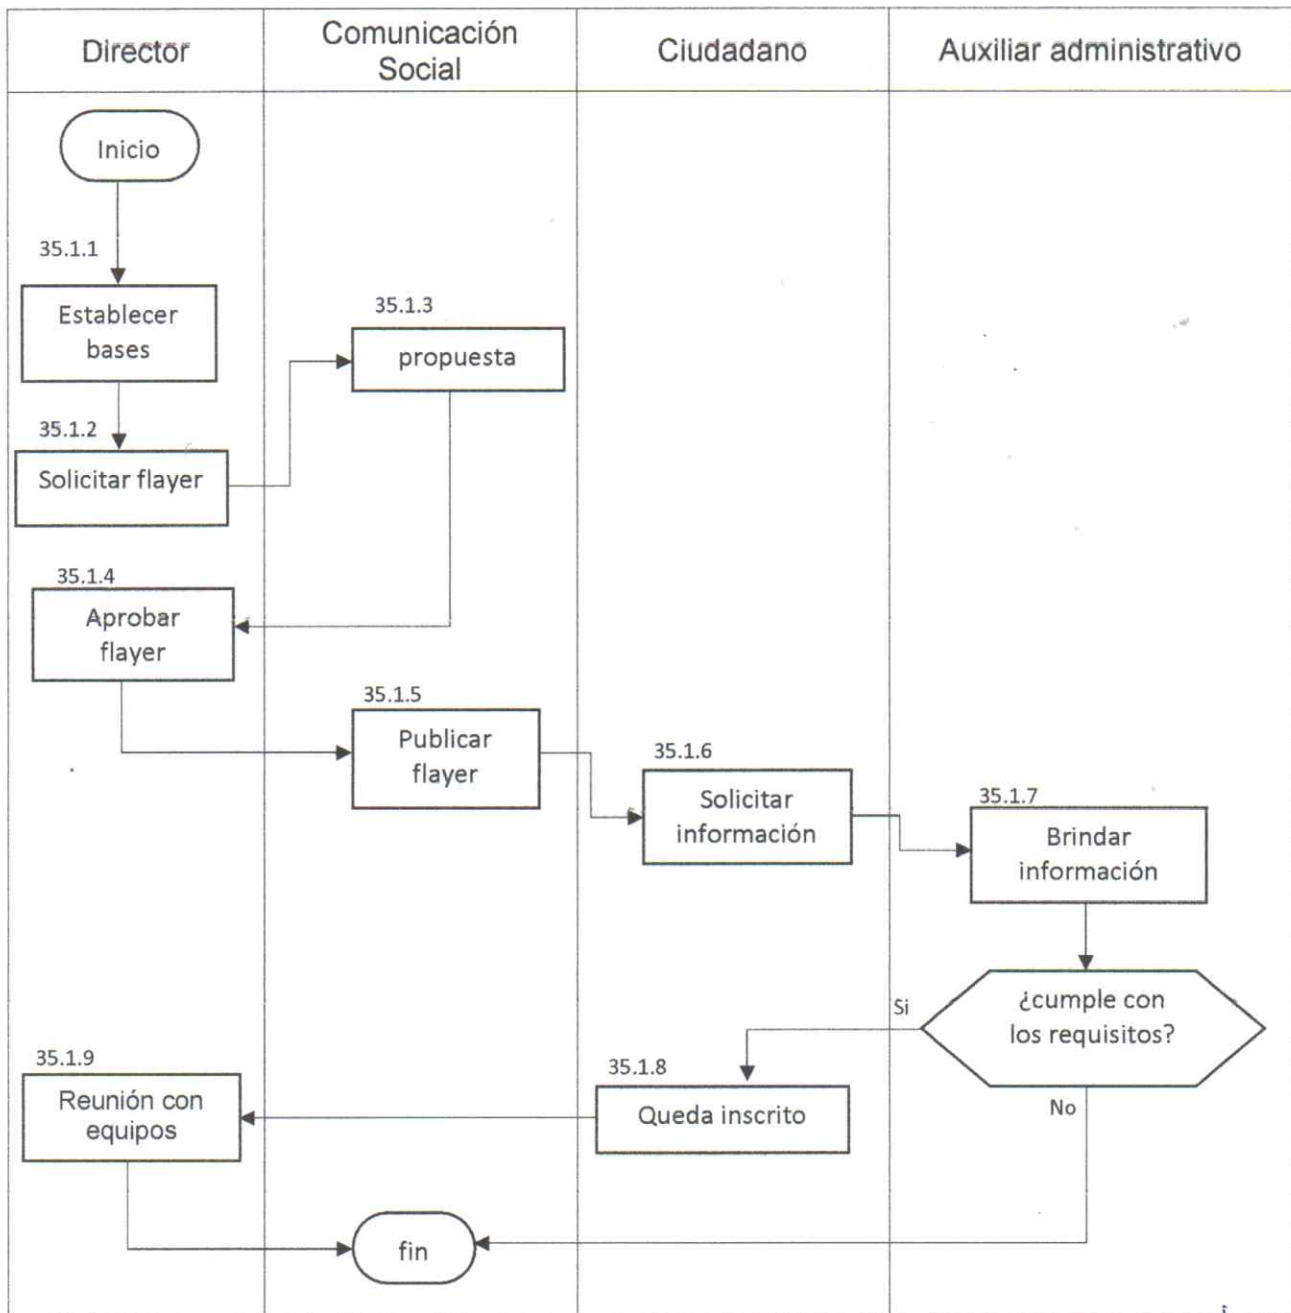 Director
Comunicación
Social
Ciudadano
Auxiliar administrativo
Inicio
35.1.1
Establecer
bases
35.1.2
Solicitar flayer
35.1.3
propuesta
35.1.4
Aprobar
flayer
35.1.5
Publicar
flayer
35.1.6
Solicitar
información
35.1.7
Brindar
información
¿cumple con
los requisitos?
Si
No
35.1.8
Queda inscrito
35.1.9
Reunión con
equipos
fin